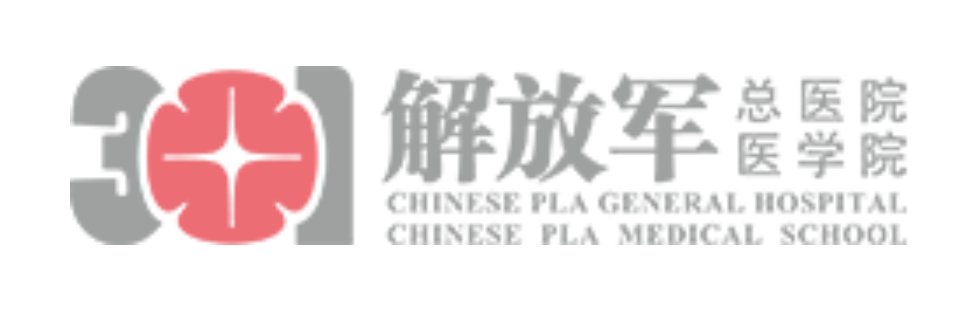 301
解放军
总医院
医学院
CHINESE PLA GENERAL HOSPITAL
CHINESE PLA MEDICAL SCHOOL